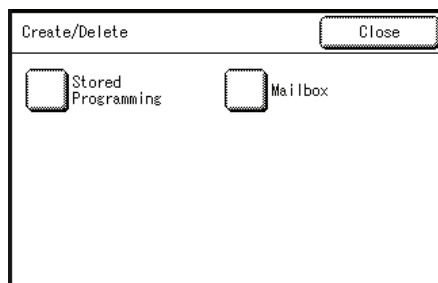 Create/Delete
Close
Stored
Programming
Mailbox